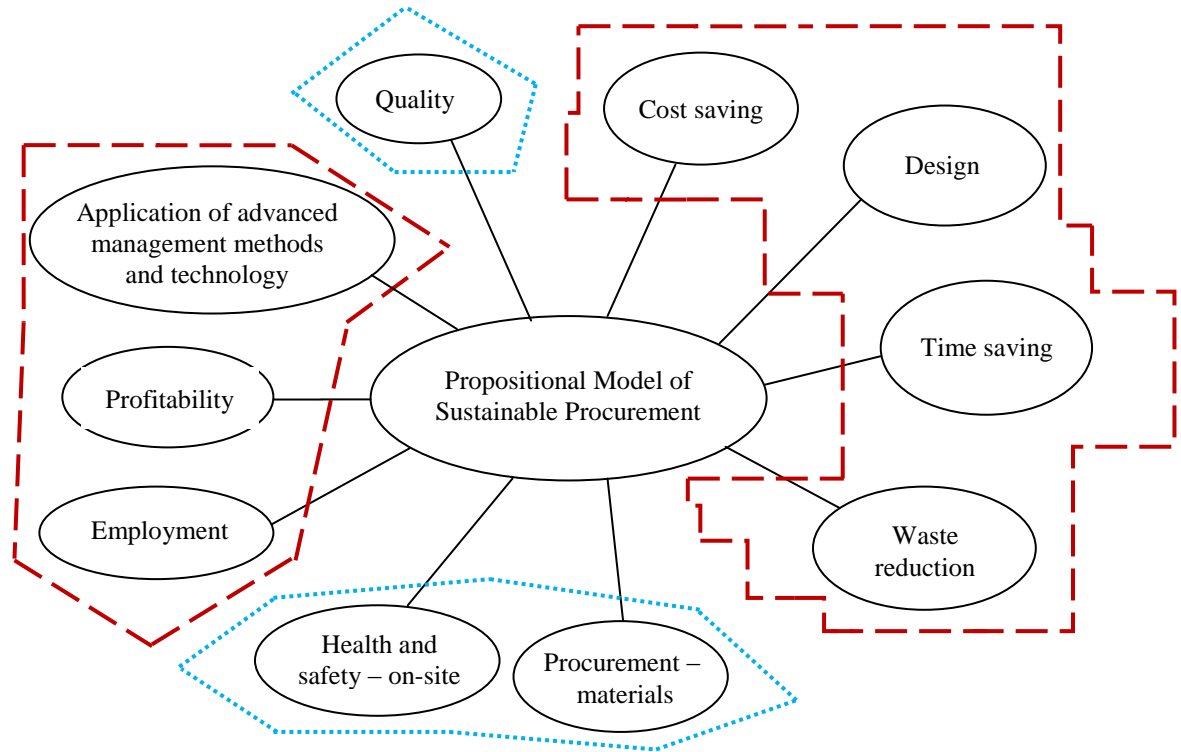 Quality
Cost saving
Design
Application of advanced
management methods
and technology
Time saving
Propositional Model of
Sustainable Procurement
Profitability
Employment
Waste
reduction
Health and
safety – on-site
Procurement –
materials